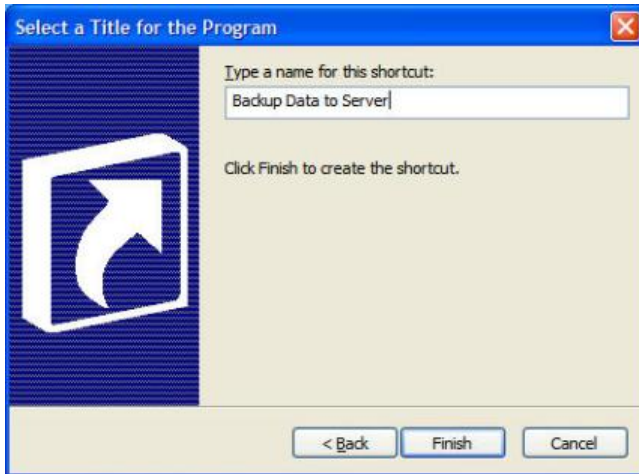 Select a Title for the Program
Type a name for this shortcut:
Backup Data to Server
Click Finish to create the shortcut.
< Back
Finish
Cancel